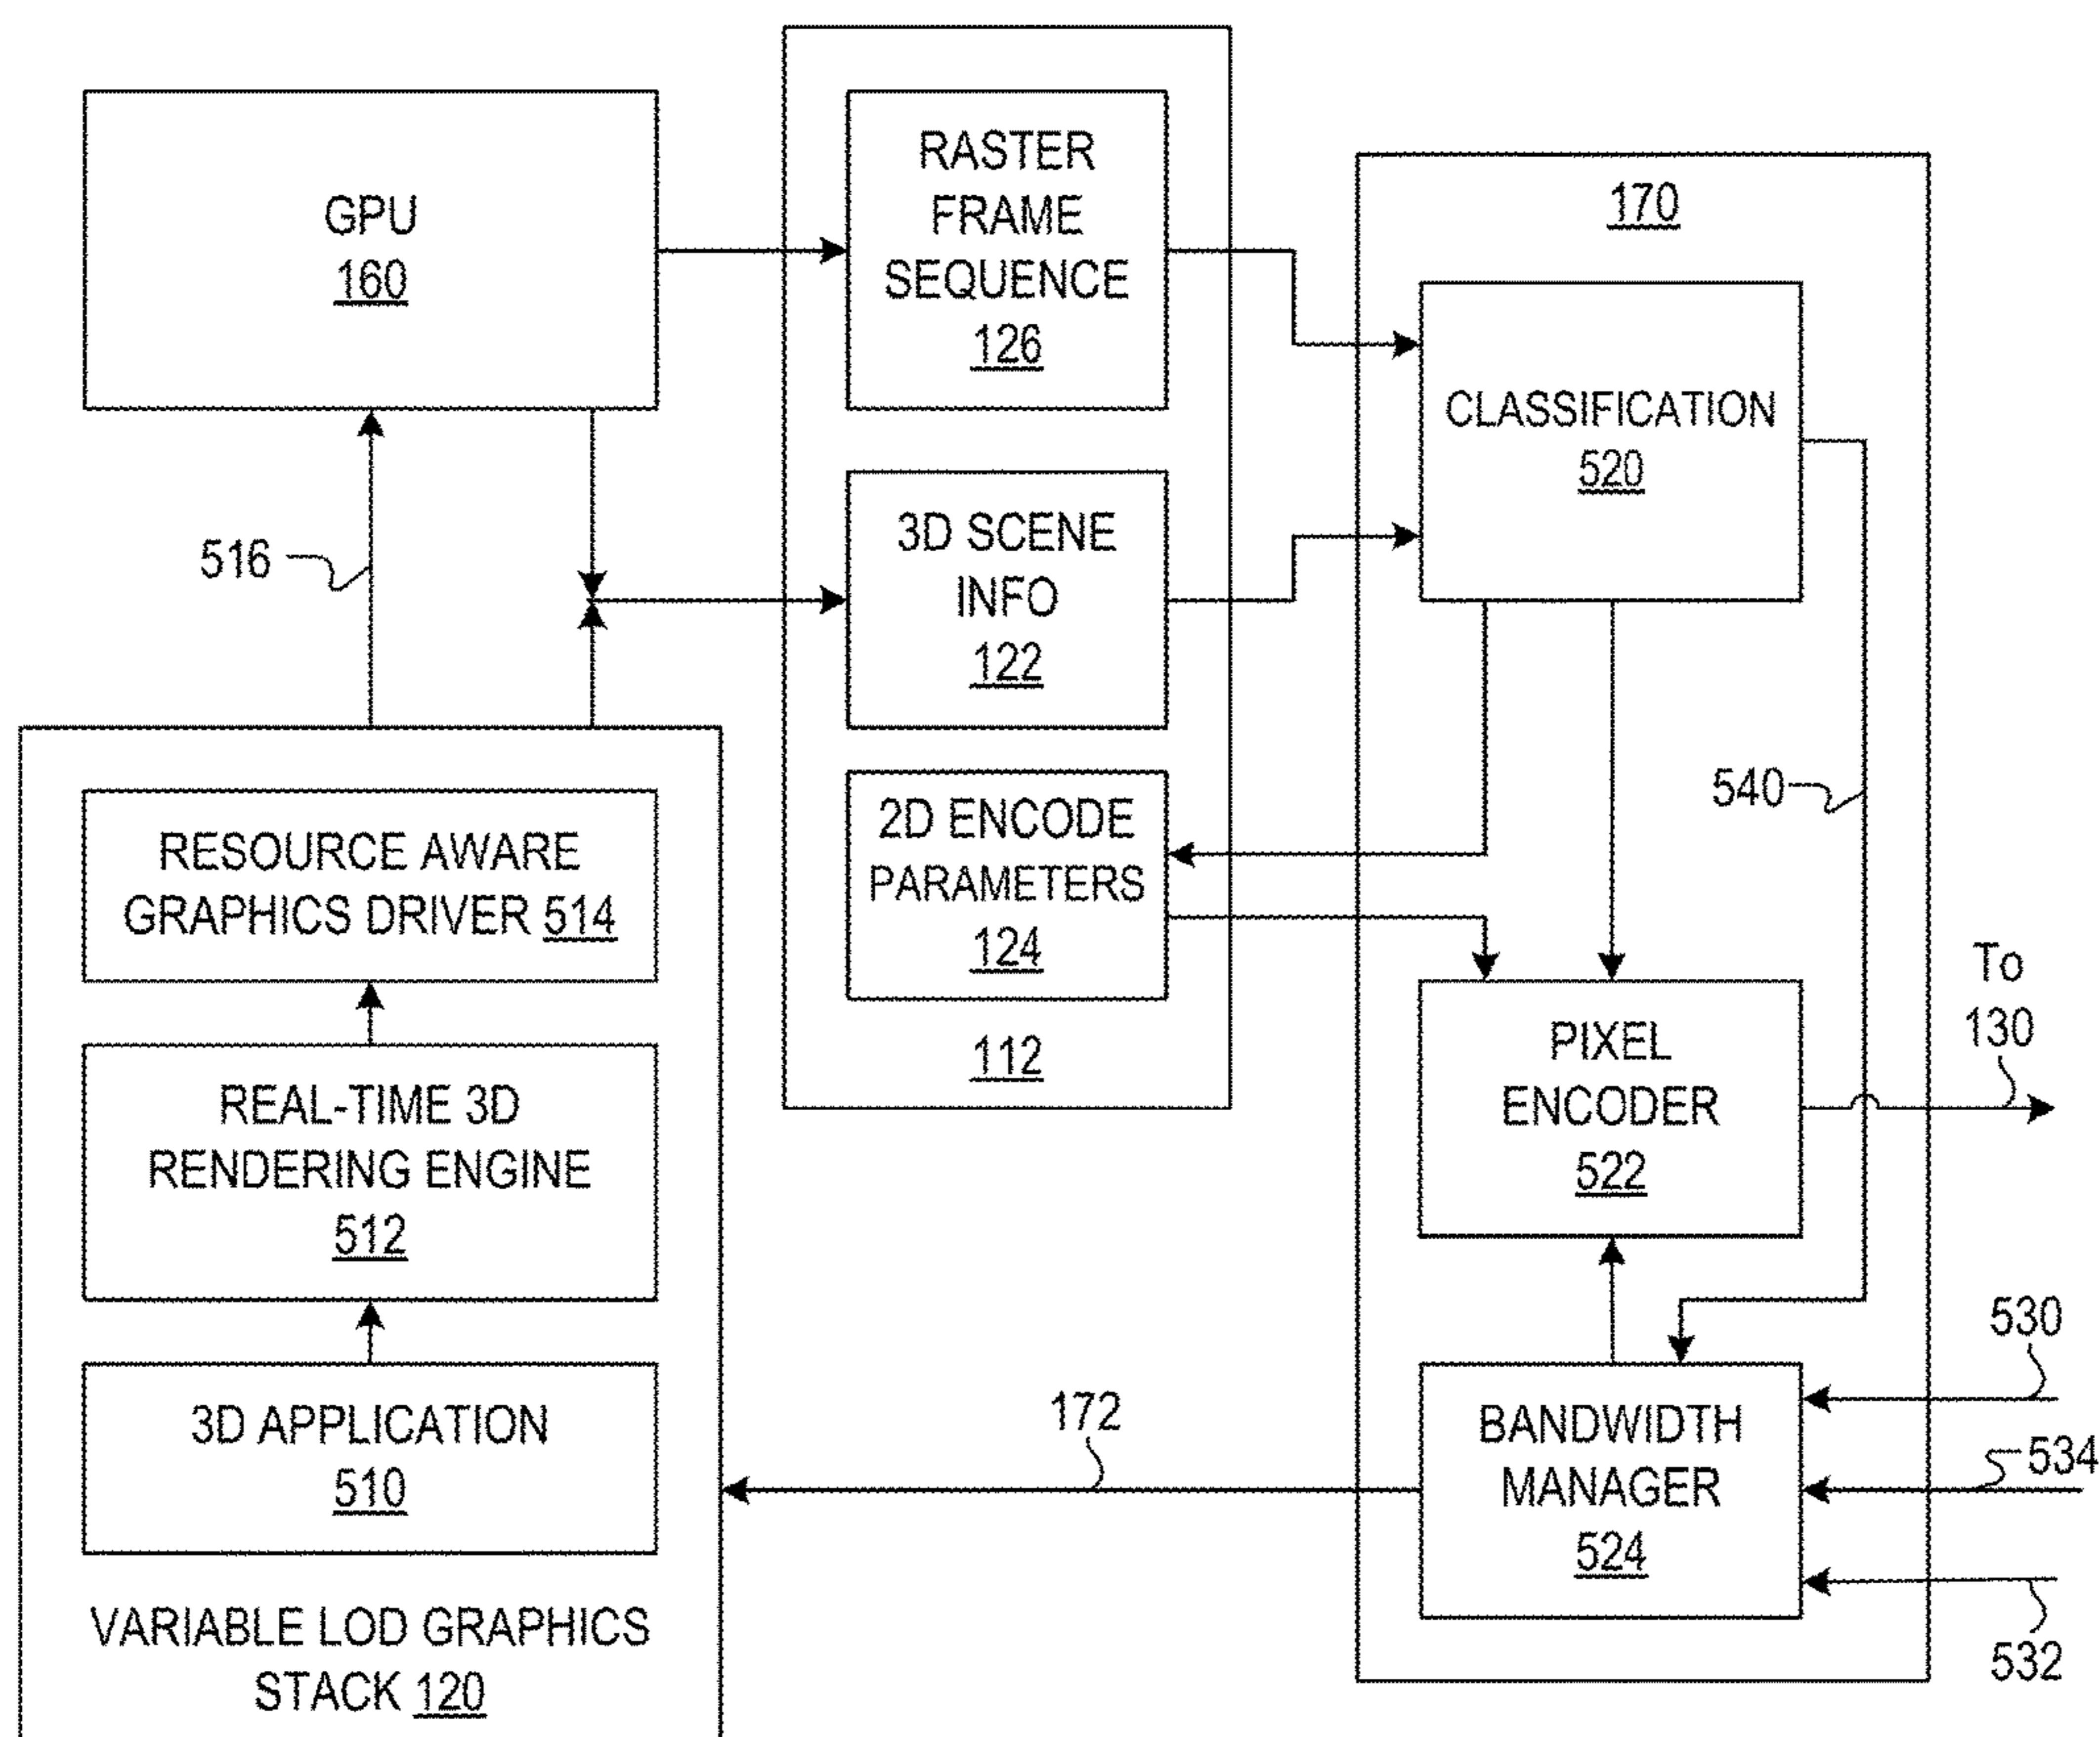 GPU
160
516
RESOURCE AWARE
GRAPHICS DRIVER 514
REAL-TIME 3D
RENDERING ENGINE
512
3D APPLICATION
510
VARIABLE LOD GRAPHICS
STACK 120
RASTER
FRAME
SEQUENCE
126
3D SCENE
INFO
122
2D ENCODE
PARAMETERS
124
112
172
170
CLASSIFICATION
520
540
PIXEL
ENCODER
522
To
130
BANDWIDTH
MANAGER
524
530
534
532